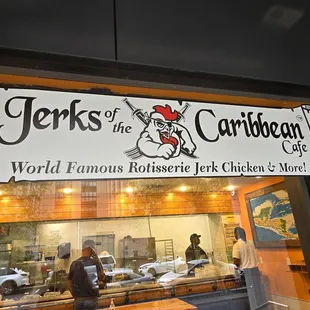 Jerks of the Caribbean
Cafe
World Famous Rotisserie Jerk Chicken & More!